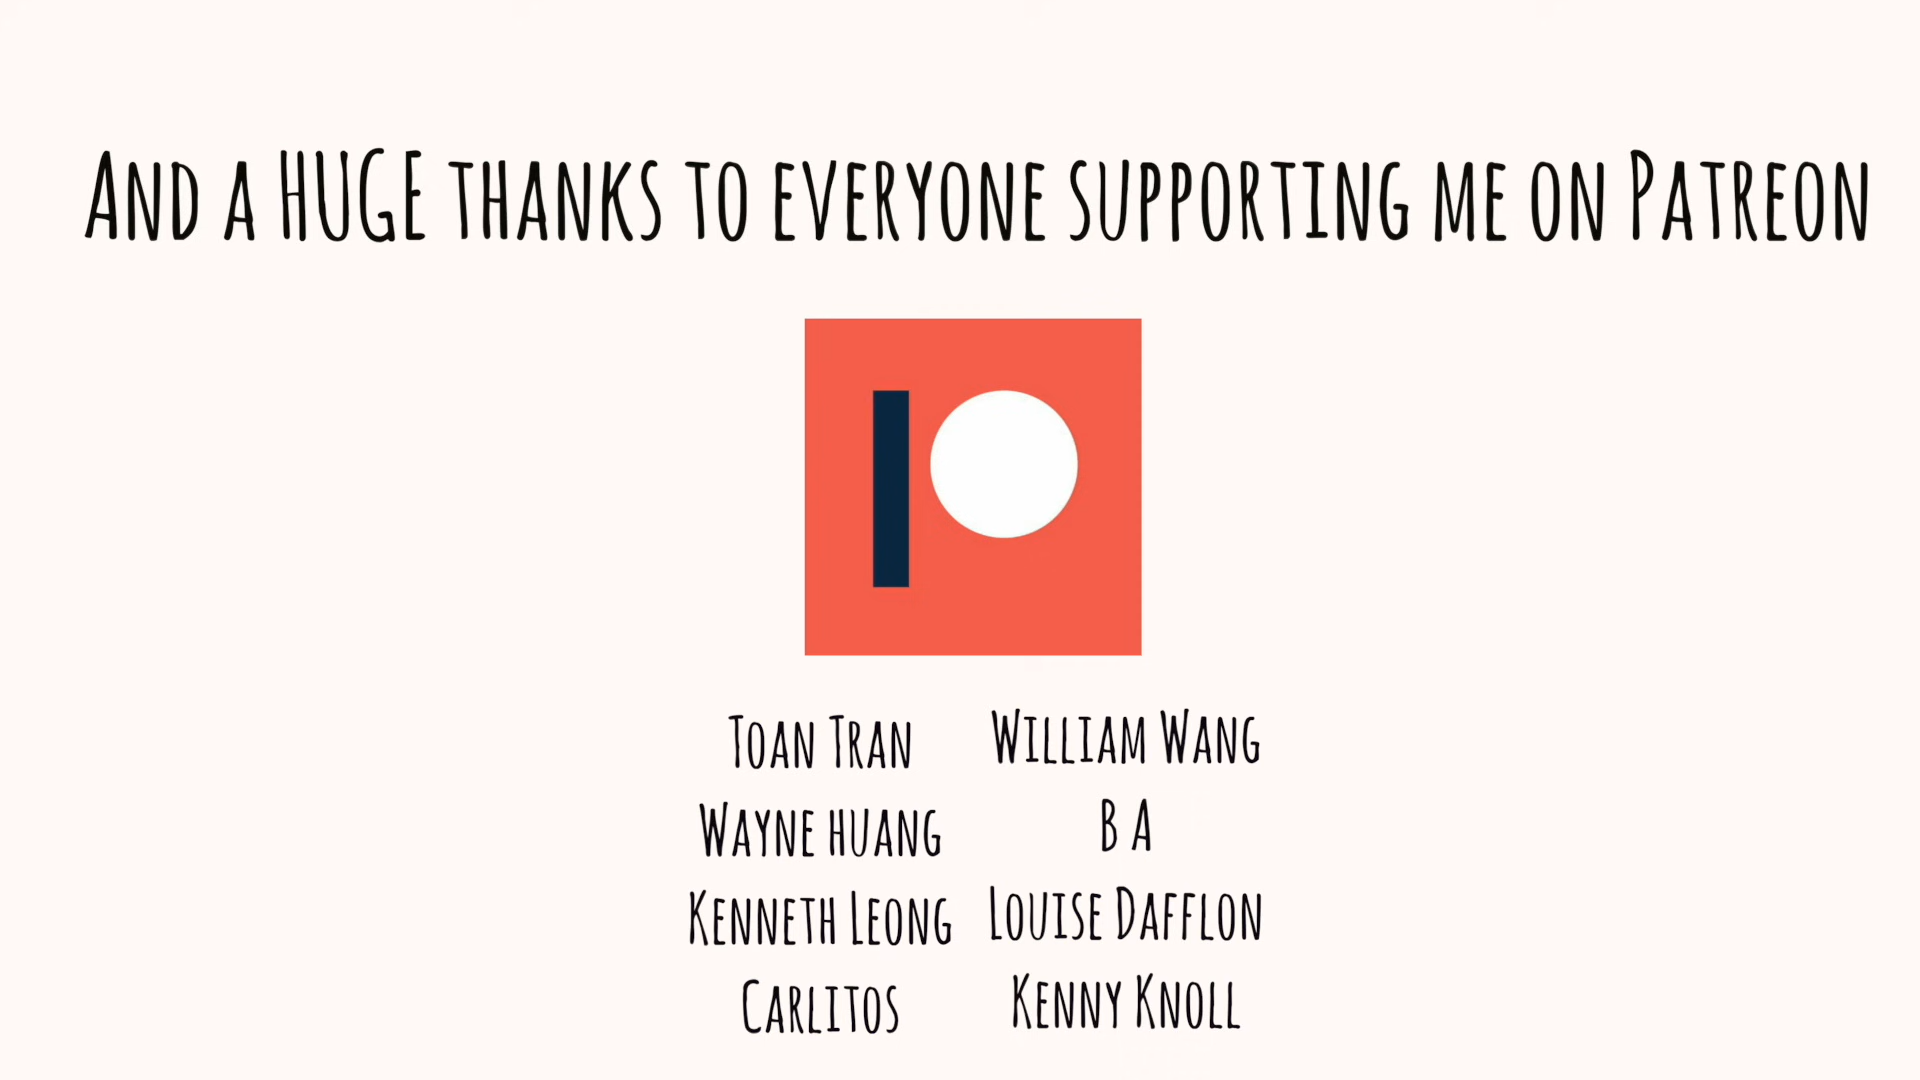 And a HUGE thanks to everyone supporting me on Patreon
Toan Tran
Wayne huang
Kenneth Leong
Carlitos
William Wang
B A
Louise Dafflon
Kenny Knoll